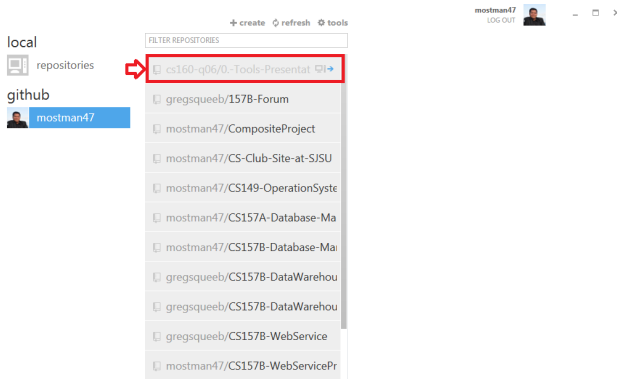 mostman47
LOG OUT
+ create refresh tools
local
FILTER REPOSITORIES
repositories
cs160-q06/0.-Tools-Presentat
github
gregsqueeb/157B-Forum
mostman47
mostman47/CompositeProject
mostman47/CS-Club-Site-at-SJSU
mostman47/CS149-OperationSyste
mostman47/CS157A-Database-Ma
mostman47/CS157B-Database-Mar
gregsqueeb/CS157B-DataWarehou
gregsqueeb/CS157B-DataWarehou
gregsqueeb/CS157B-WebService
mostman47/CS157B-WebServicePr